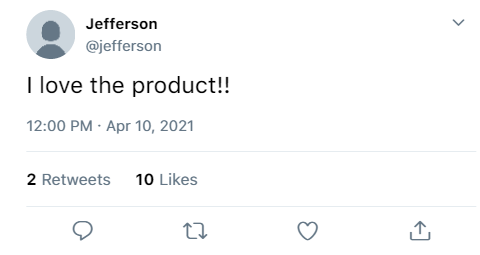 Jefferson
@jefferson
I love the product!!
12:00 PM · Apr 10, 2021
2 Retweets 10 Likes